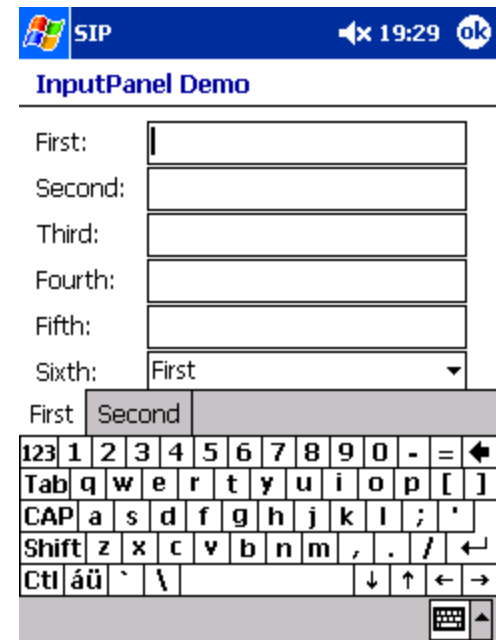 SIP 19:29 ok
InputPanel Demo
First:
Second:
Third:
Fourth:
Fifth:
Sixth: First
First Second
123 1 2 3 4 5 6 7 8 9 0 - =
Tab q w e r t y u i o p [ ]
CAP a s d f g h j k l ; '
Shift z x c v b n m , . /
Ctl áü ` \